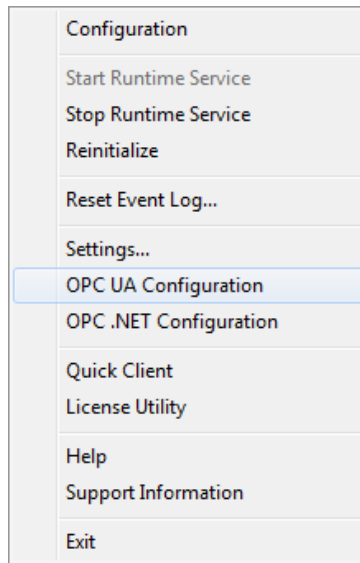 Configuration
Start Runtime Service
Stop Runtime Service
Reinitialize
Reset Event Log...
Settings...
OPC UA Configuration
OPC .NET Configuration
Quick Client
License Utility
Help
Support Information
Exit